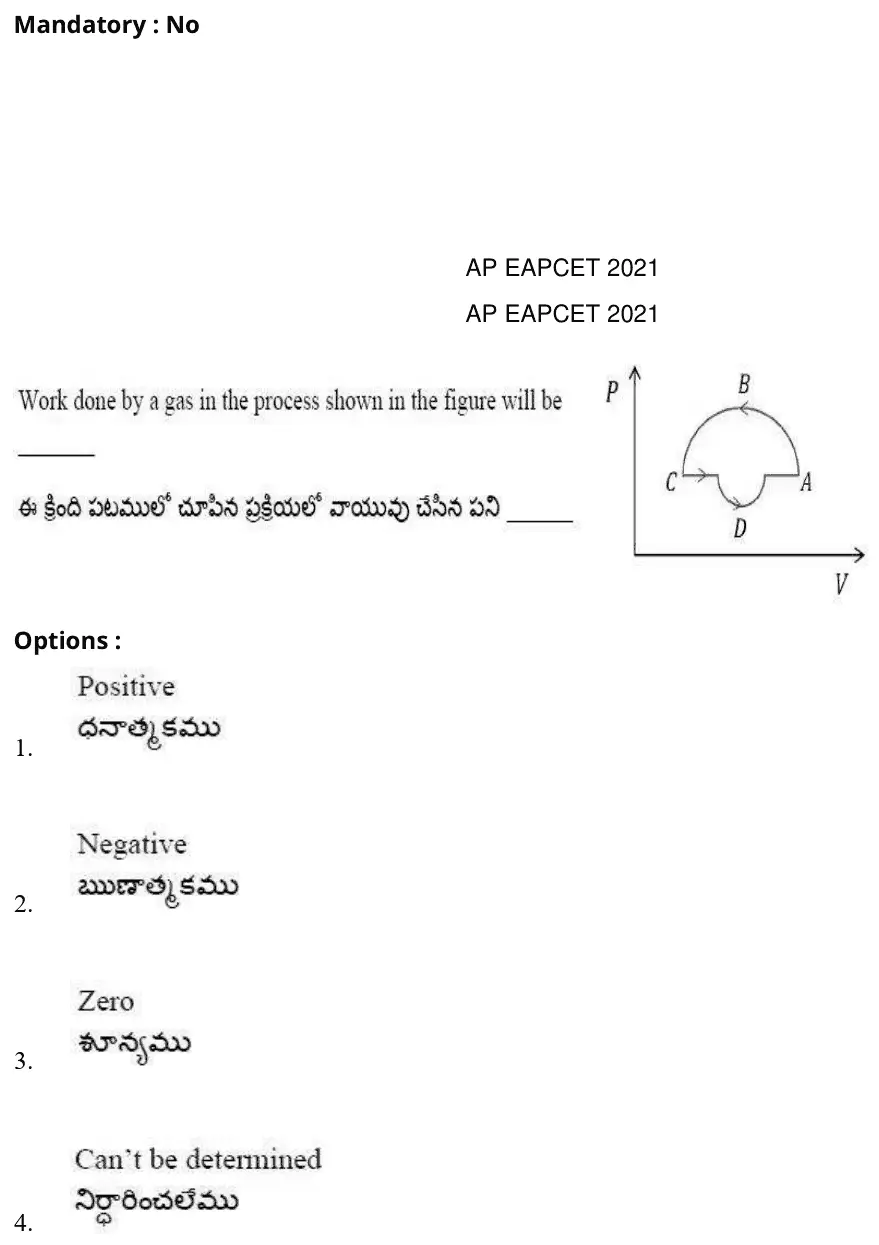 Mandatory : No
AP EAPCET 2021
AP EAPCET 2021
Work done by a gas in the process shown in the figure will be
______
ఈ క్రింది పటములో చూపిన ప్రక్రియలో వాయువు చేసిన పని ______
P
B
C
A
D
V
Options :
1. Positive
ధనాత్మకము
2. Negative
ఋణాత్మకము
3. Zero
శూన్యము
4. Can’t be determined
నిర్ధారించలేము